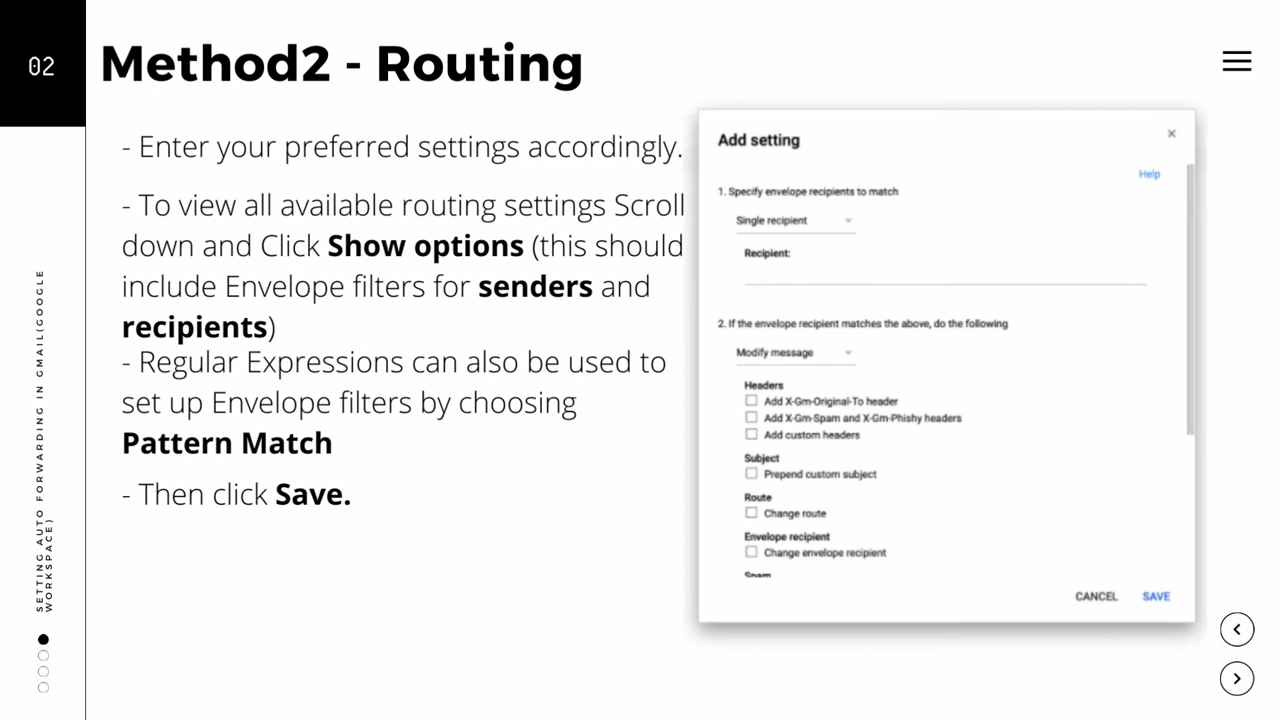 02
Method2 - Routing
- Enter your preferred settings accordingly.
- To view all available routing settings Scroll
down and Click Show options (this should
include Envelope filters for senders and
recipients)
- Regular Expressions can also be used to
set up Envelope filters by choosing
Pattern Match
- Then click Save.
SETTING AUTO FORWARDING IN GMAIL(GOOGLE
WORKSPACE)
Add setting
×
Help
1. Specify envelope recipients to match
Single recipient
Recipient:
2. If the envelope recipient matches the above, do the following
Modify message
Headers
Add X-Gm-Original-To header
Add X-Gm-Spam and X-Gm-Phishy headers
Add custom headers
Subject
Prepend custom subject
Route
Change route
Envelope recipient
Change envelope recipient
Spam
CANCEL SAVE